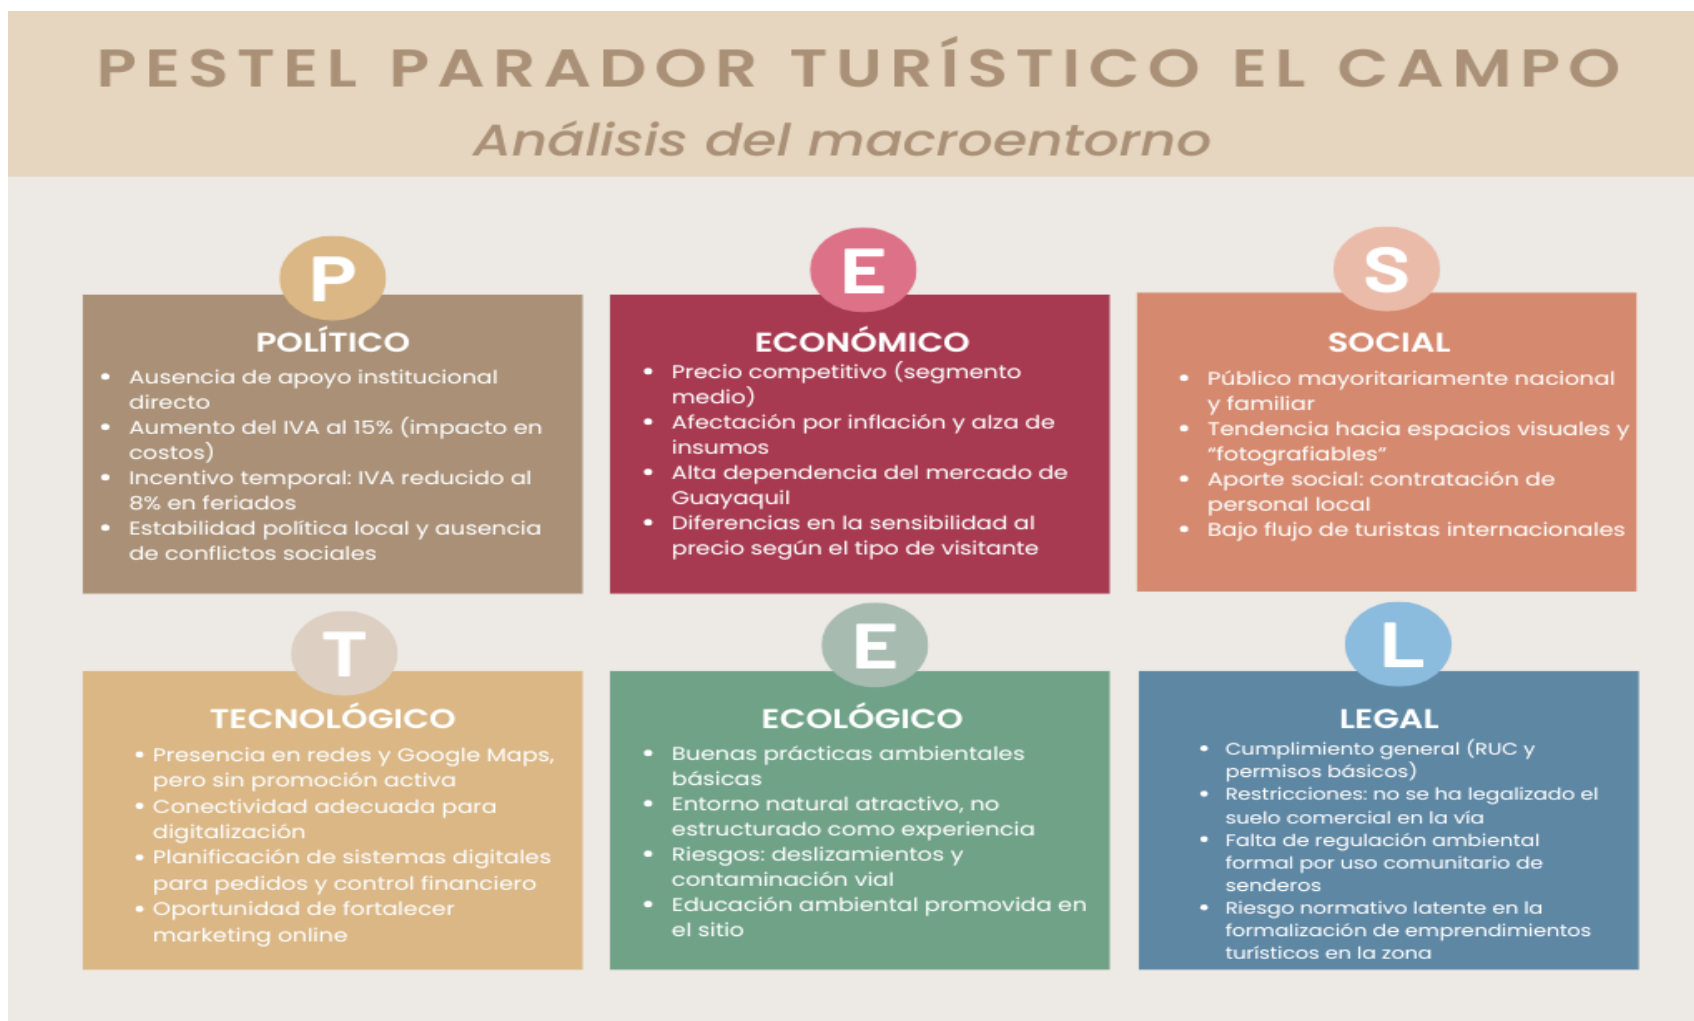 PESTEL PARADOR TURÍSTICO EL CAMPO
Análisis del macroentorno
P
POLÍTICO
• Ausencia de apoyo institucional
directo
• Aumento del IVA al 15% (impacto en
costos)
• Incentivo temporal: IVA reducido al
8% en feriados
• Estabilidad política local y ausencia
de conflictos sociales
E
ECONÓMICO
• Precio competitivo (segmento
medio)
• Afectación por inflación y alza de
insumos
• Alta dependencia del mercado de
Guayaquil
• Diferencias en la sensibilidad al
precio según el tipo de visitante
S
SOCIAL
• Público mayoritariamente nacional
y familiar
• Tendencia hacia espacios visuales y
“fotografiables”
• Aporte social: contratación de
personal local
• Bajo flujo de turistas internacionales
T
TECNOLÓGICO
• Presencia en redes y Google Maps,
pero sin promoción activa
• Conectividad adecuada para
digitalización
• Planificación de sistemas digitales
para pedidos y control financiero
• Oportunidad de fortalecer
marketing online
E
ECOLÓGICO
• Buenas prácticas ambientales
básicas
• Entorno natural atractivo, no
estructurado como experiencia
• Riesgos: deslizamientos y
contaminación vial
• Educación ambiental promovida en
el sitio
L
LEGAL
• Cumplimiento general (RUC y
permisos básicos)
• Restricciones: no se ha legalizado el
suelo comercial en la vía
• Falta de regulación ambiental
formal por uso comunitario de
senderos
• Riesgo normativo latente en la
formalización de emprendimientos
turísticos en la zona